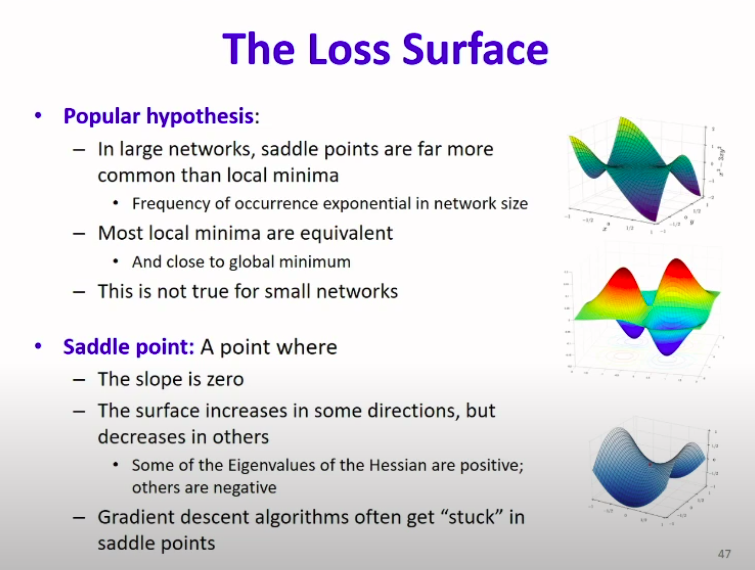 The Loss Surface
• Popular hypothesis:
– In large networks, saddle points are far more
common than local minima
• Frequency of occurrence exponential in network size
– Most local minima are equivalent
• And close to global minimum
– This is not true for small networks
• Saddle point: A point where
– The slope is zero
– The surface increases in some directions, but
decreases in others
• Some of the Eigenvalues of the Hessian are positive;
others are negative
– Gradient descent algorithms often get “stuck” in
saddle points
47